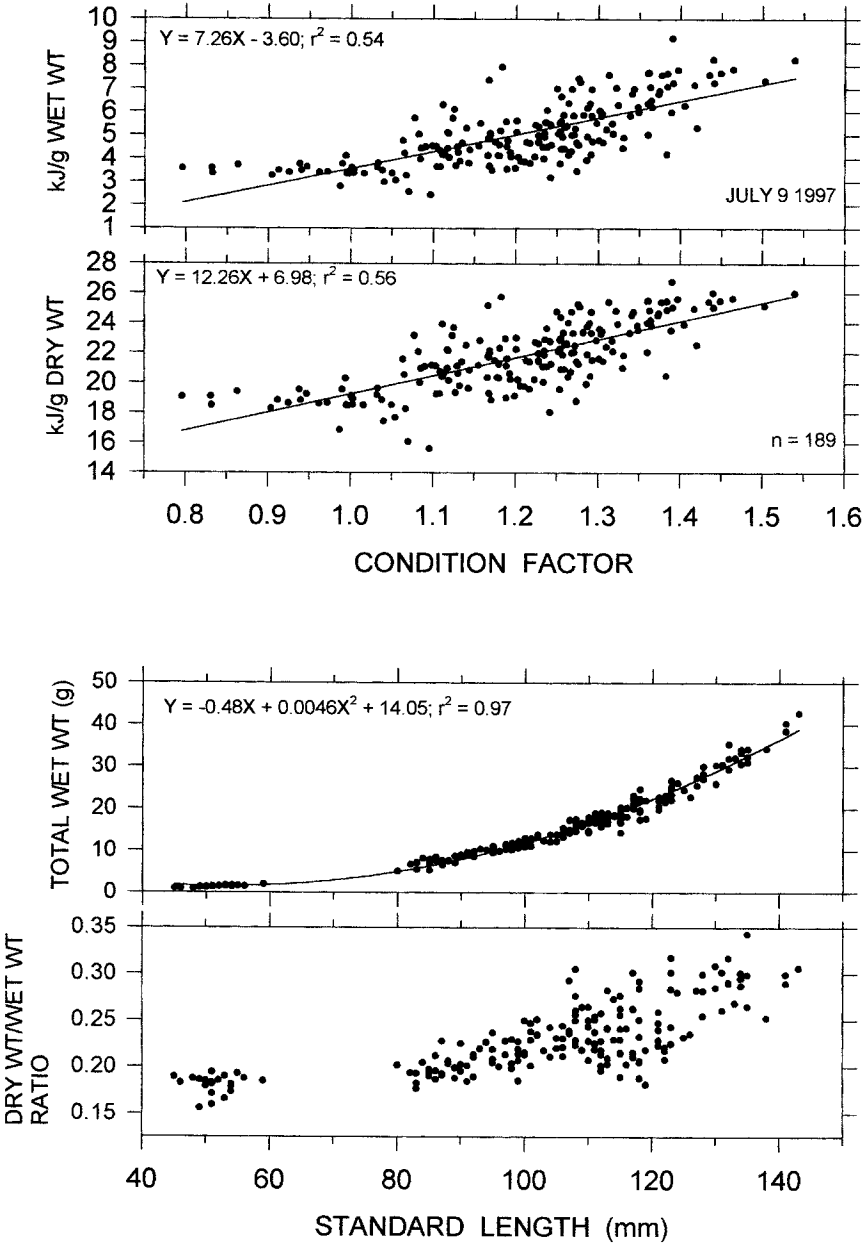 kJ/g WET WT
10
9
8
7
6
5
4
3
2
1
Y = 7.26X - 3.60; r² = 0.54
JULY 9 1997
kJ/g DRY WT
28
26
24
22
20
18
16
14
Y = 12.26X + 6.98; r² = 0.56
n = 189
0.8 0.9 1.0 1.1 1.2 1.3 1.4 1.5 1.6
CONDITION FACTOR
TOTAL WET WT (g)
50
40
30
20
10
0
Y = -0.48X + 0.0046X² + 14.05; r² = 0.97
DRY WT/WET WT
RATIO
0.35
0.30
0.25
0.20
0.15
40 60 80 100 120 140
STANDARD LENGTH (mm)